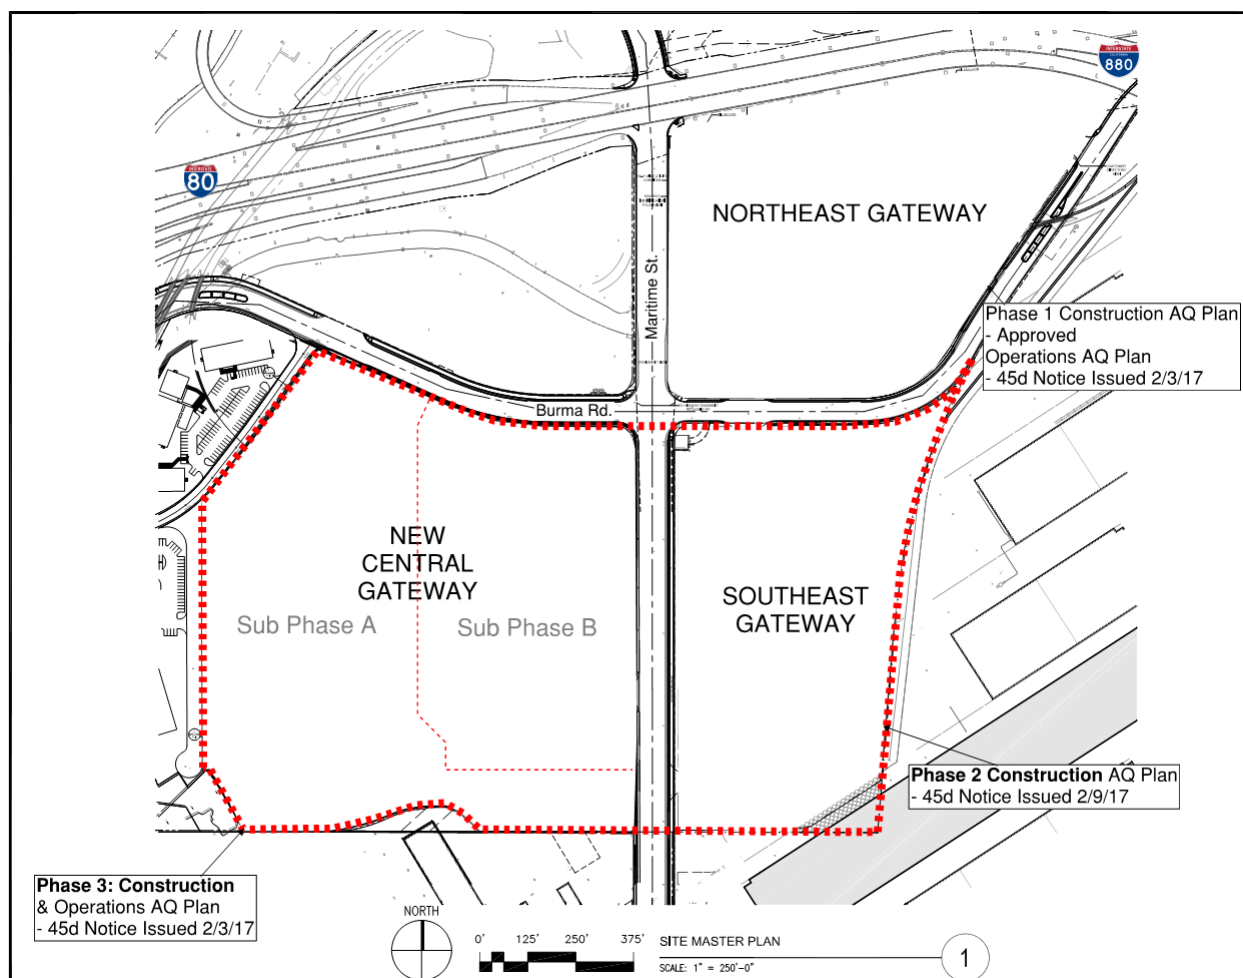 INTERSTATE
CALIFORNIA
880
INTERSTATE
80
NORTHEAST GATEWAY
Maritime St.
Phase 1 Construction AQ Plan
- Approved
Operations AQ Plan
- 45d Notice Issued 2/3/17
Burma Rd.
NEW
CENTRAL
GATEWAY
Sub Phase A
Sub Phase B
SOUTHEAST
GATEWAY
Phase 2 Construction AQ Plan
- 45d Notice Issued 2/9/17
Phase 3: Construction
& Operations AQ Plan
- 45d Notice Issued 2/3/17
NORTH
0' 125' 250' 375'
SITE MASTER PLAN
SCALE: 1" = 250'-0"
1